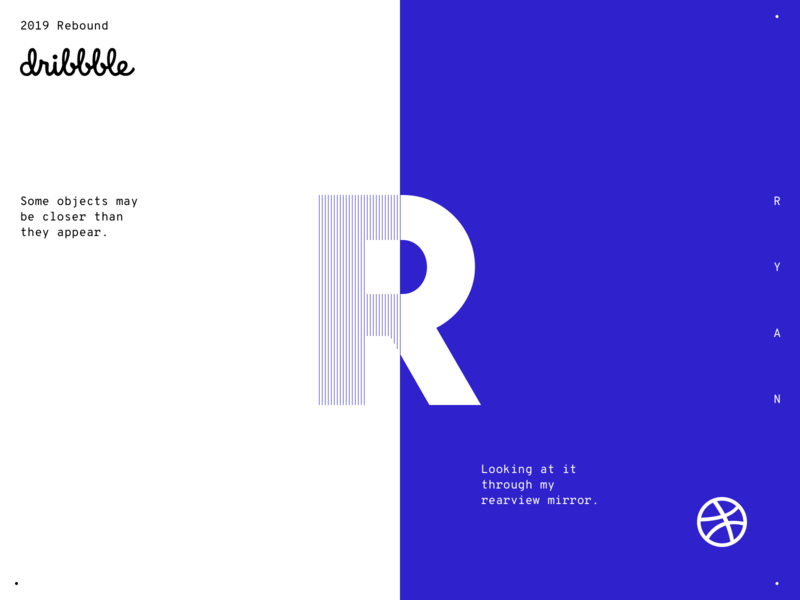 2019 Rebound
dribbble
Some objects may
be closer than
they appear.
R
R
Y
A
N
Looking at it
through my
rearview mirror.